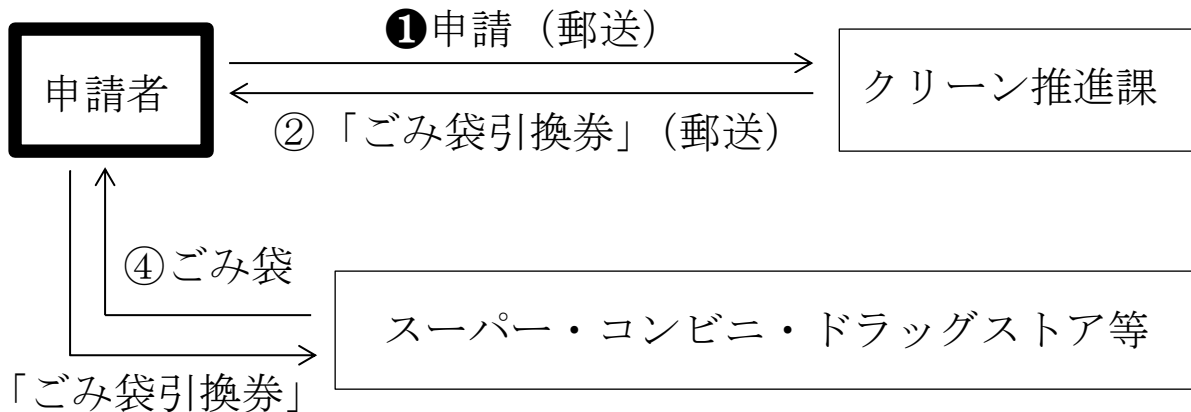 ❶申請（郵送）
申請者
クリーン推進課
②「ごみ袋引換券」（郵送）
④ごみ袋
スーパー・コンビニ・ドラッグストア等
「ごみ袋引換券」